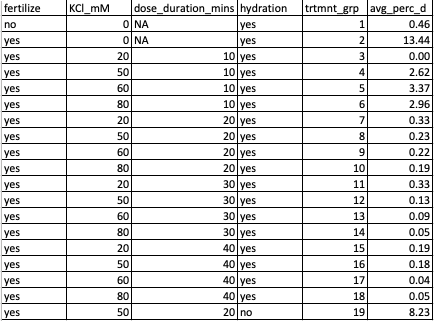 fertilize KCl_mM dose_duration_mins hydration trtmnt_grp avg_perc_d
no 0 NA yes 1 0.46
yes 0 NA yes 2 13.44
yes 20 10 yes 3 0.00
yes 50 10 yes 4 2.62
yes 60 10 yes 5 3.37
yes 80 10 yes 6 2.96
yes 20 20 yes 7 0.33
yes 50 20 yes 8 0.23
yes 60 20 yes 9 0.22
yes 80 20 yes 10 0.19
yes 20 30 yes 11 0.33
yes 50 30 yes 12 0.13
yes 60 30 yes 13 0.09
yes 80 30 yes 14 0.05
yes 20 40 yes 15 0.19
yes 50 40 yes 16 0.18
yes 60 40 yes 17 0.04
yes 80 40 yes 18 0.05
yes 50 20 no 19 8.23